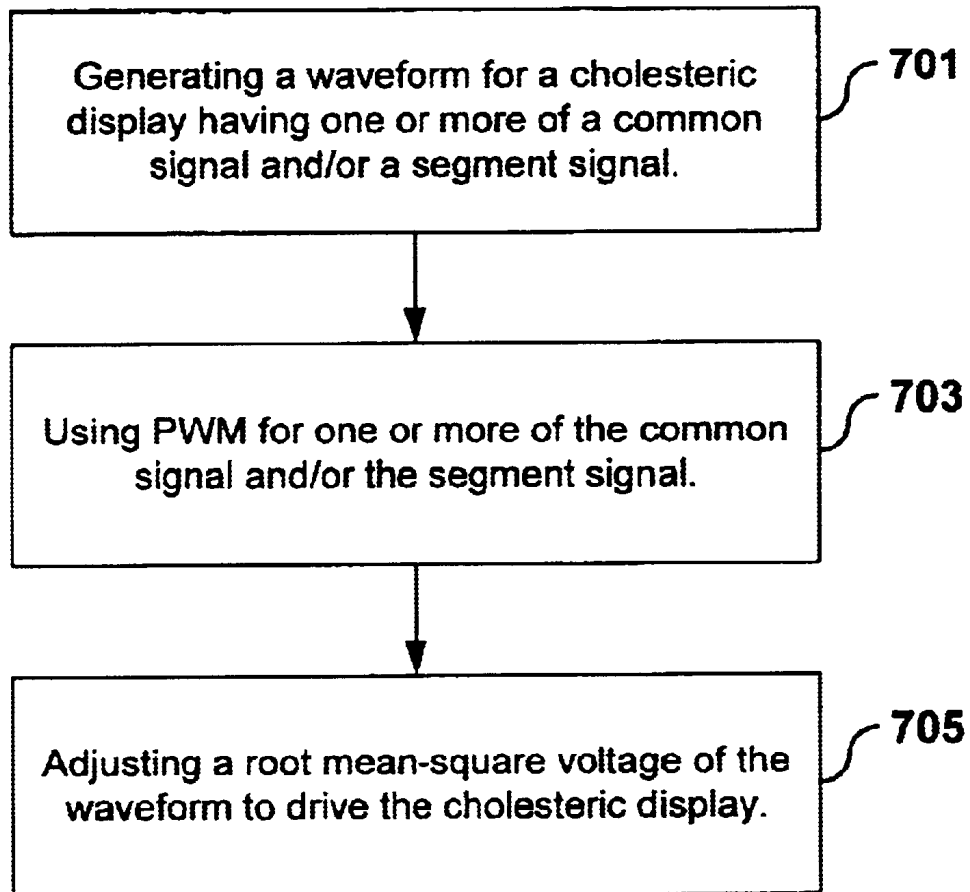 Generating a waveform for a cholesteric
display having one or more of a common
signal and/or a segment signal.
701
Using PWM for one or more of the common
signal and/or the segment signal.
703
Adjusting a root mean-square voltage of the
waveform to drive the cholesteric display.
705